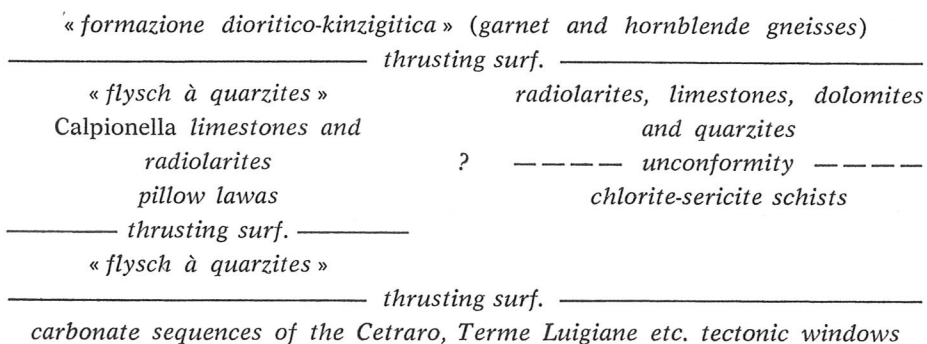 « formazione dioritico-kinzigitica » (garnet and hornblende gneisses)
thrusting surf.
« flysch à quarzites » radiolarites, limestones, dolomites
Calpionella limestones and and quarzites
radiolarites ? — — — — unconformity — — — —
pillow lawas chlorite-sericite schists
thrusting surf.
« flysch à quarzites »
thrusting surf.
carbonate sequences of the Cetraro, Terme Luigiane etc. tectonic windows